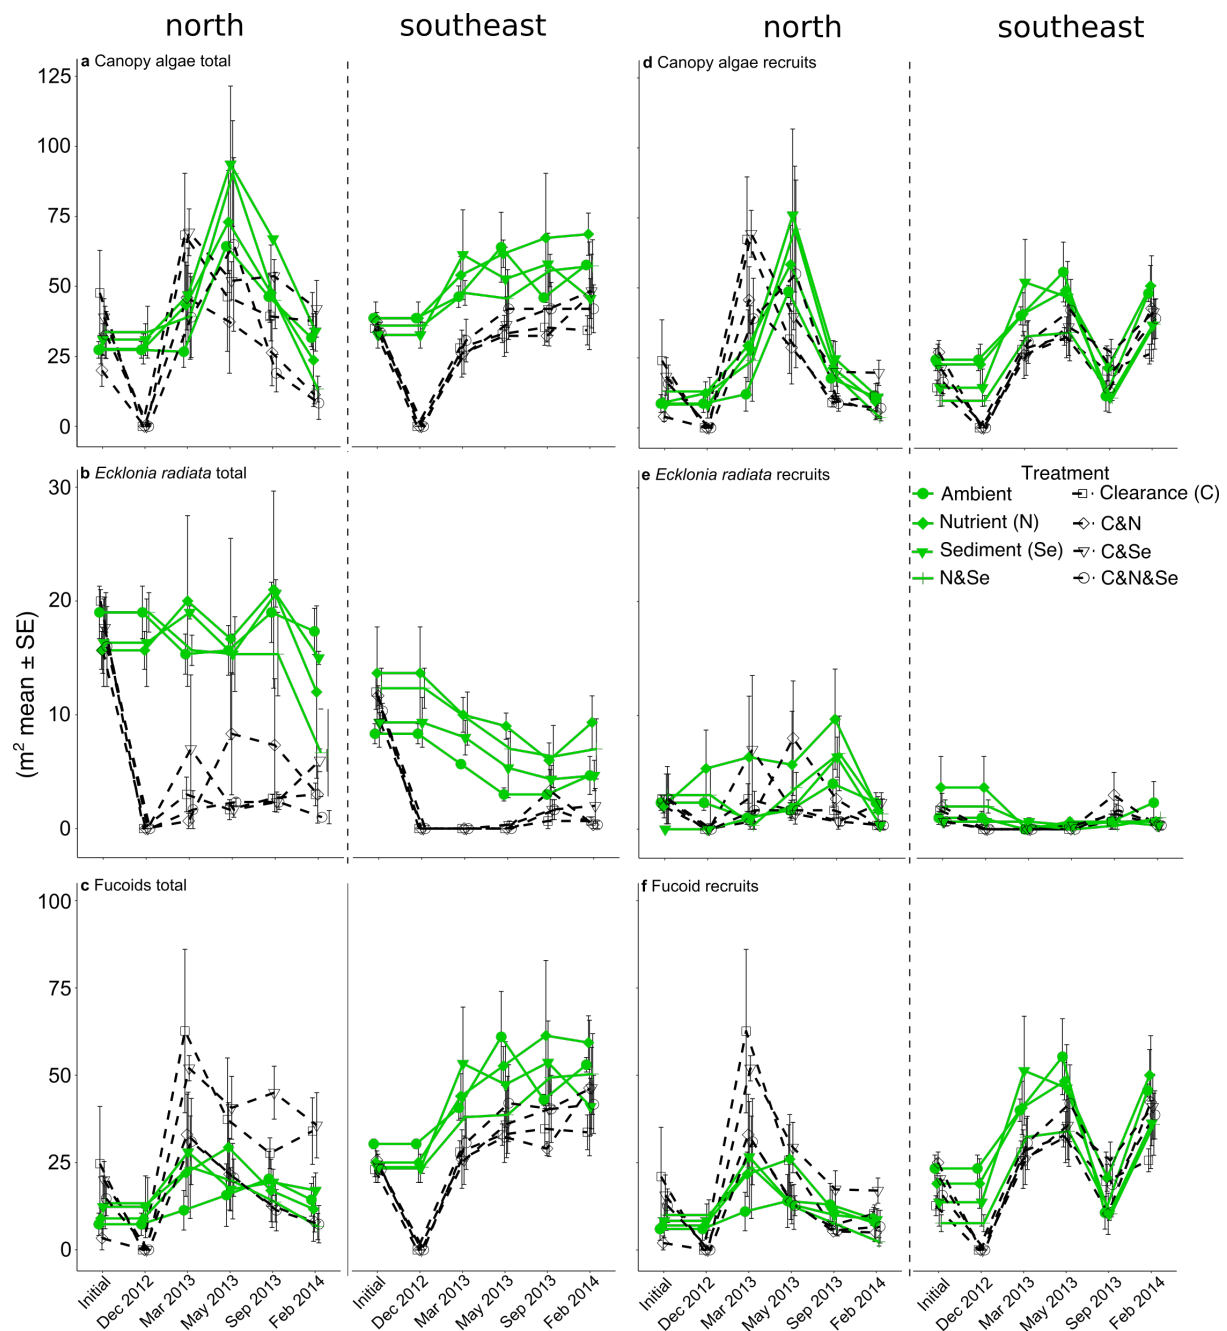 north
southeast
north
southeast
a Canopy algae total
d Canopy algae recruits
125
100
75
50
25
0
b Ecklonia radiata total
e Ecklonia radiata recruits
30
20
10
0
Treatment
Ambient
Nutrient (N)
Sediment (Se)
N&Se
Clearance (C)
C&N
C&Se
C&N&Se
(m² mean ± SE)
c Fucoids total
f Fucoid recruits
100
75
50
25
0
Initial
Dec 2012
Mar 2013
May 2013
Sep 2013
Feb 2014
Initial
Dec 2012
Mar 2013
May 2013
Sep 2013
Feb 2014
Initial
Dec 2012
Mar 2013
May 2013
Sep 2013
Feb 2014
Initial
Dec 2012
Mar 2013
May 2013
Sep 2013
Feb 2014